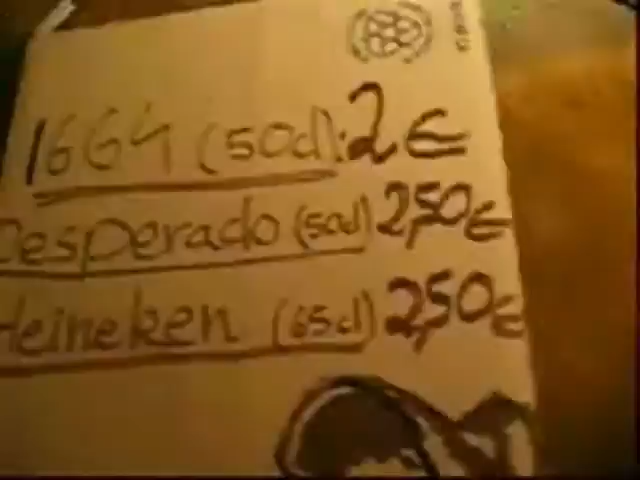 1664 (50cl): 2€
Desperado (50cl) 2,50€
Heineken (65cl) 2,50€